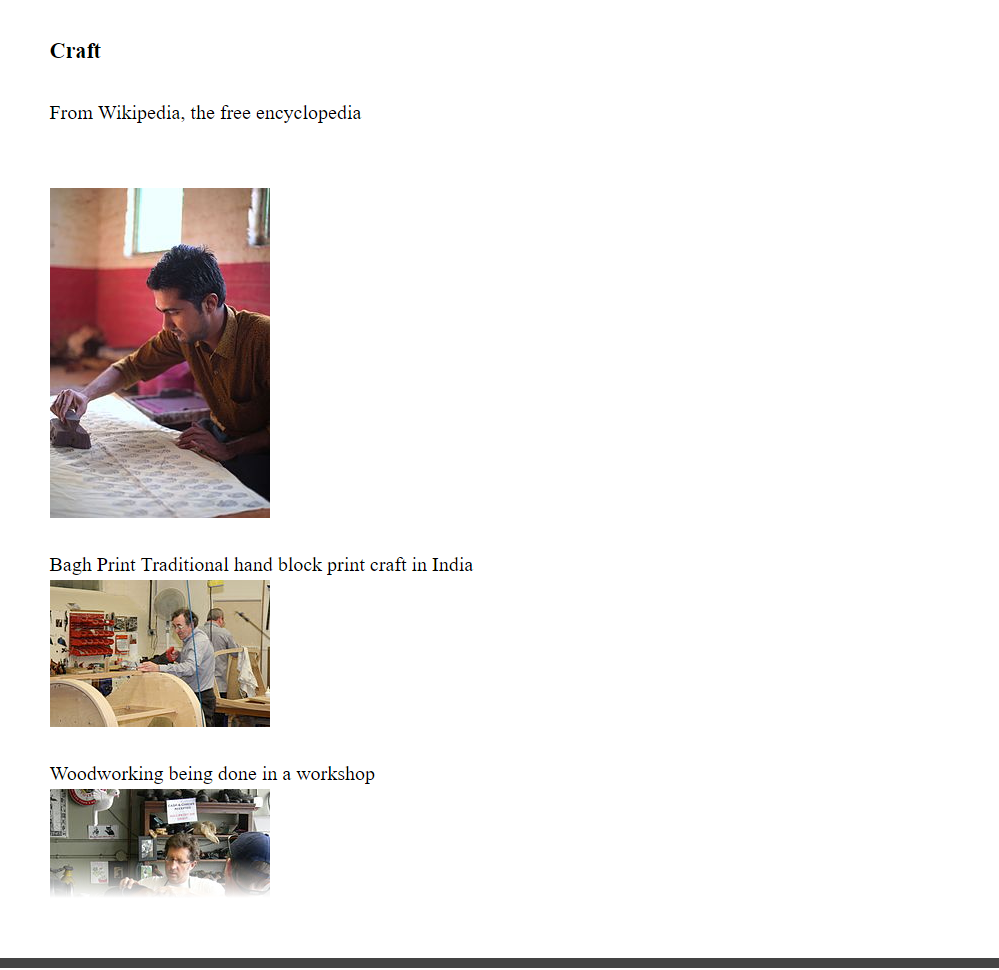 Craft
From Wikipedia, the free encyclopedia
Bagh Print Traditional hand block print craft in India
Woodworking being done in a workshop